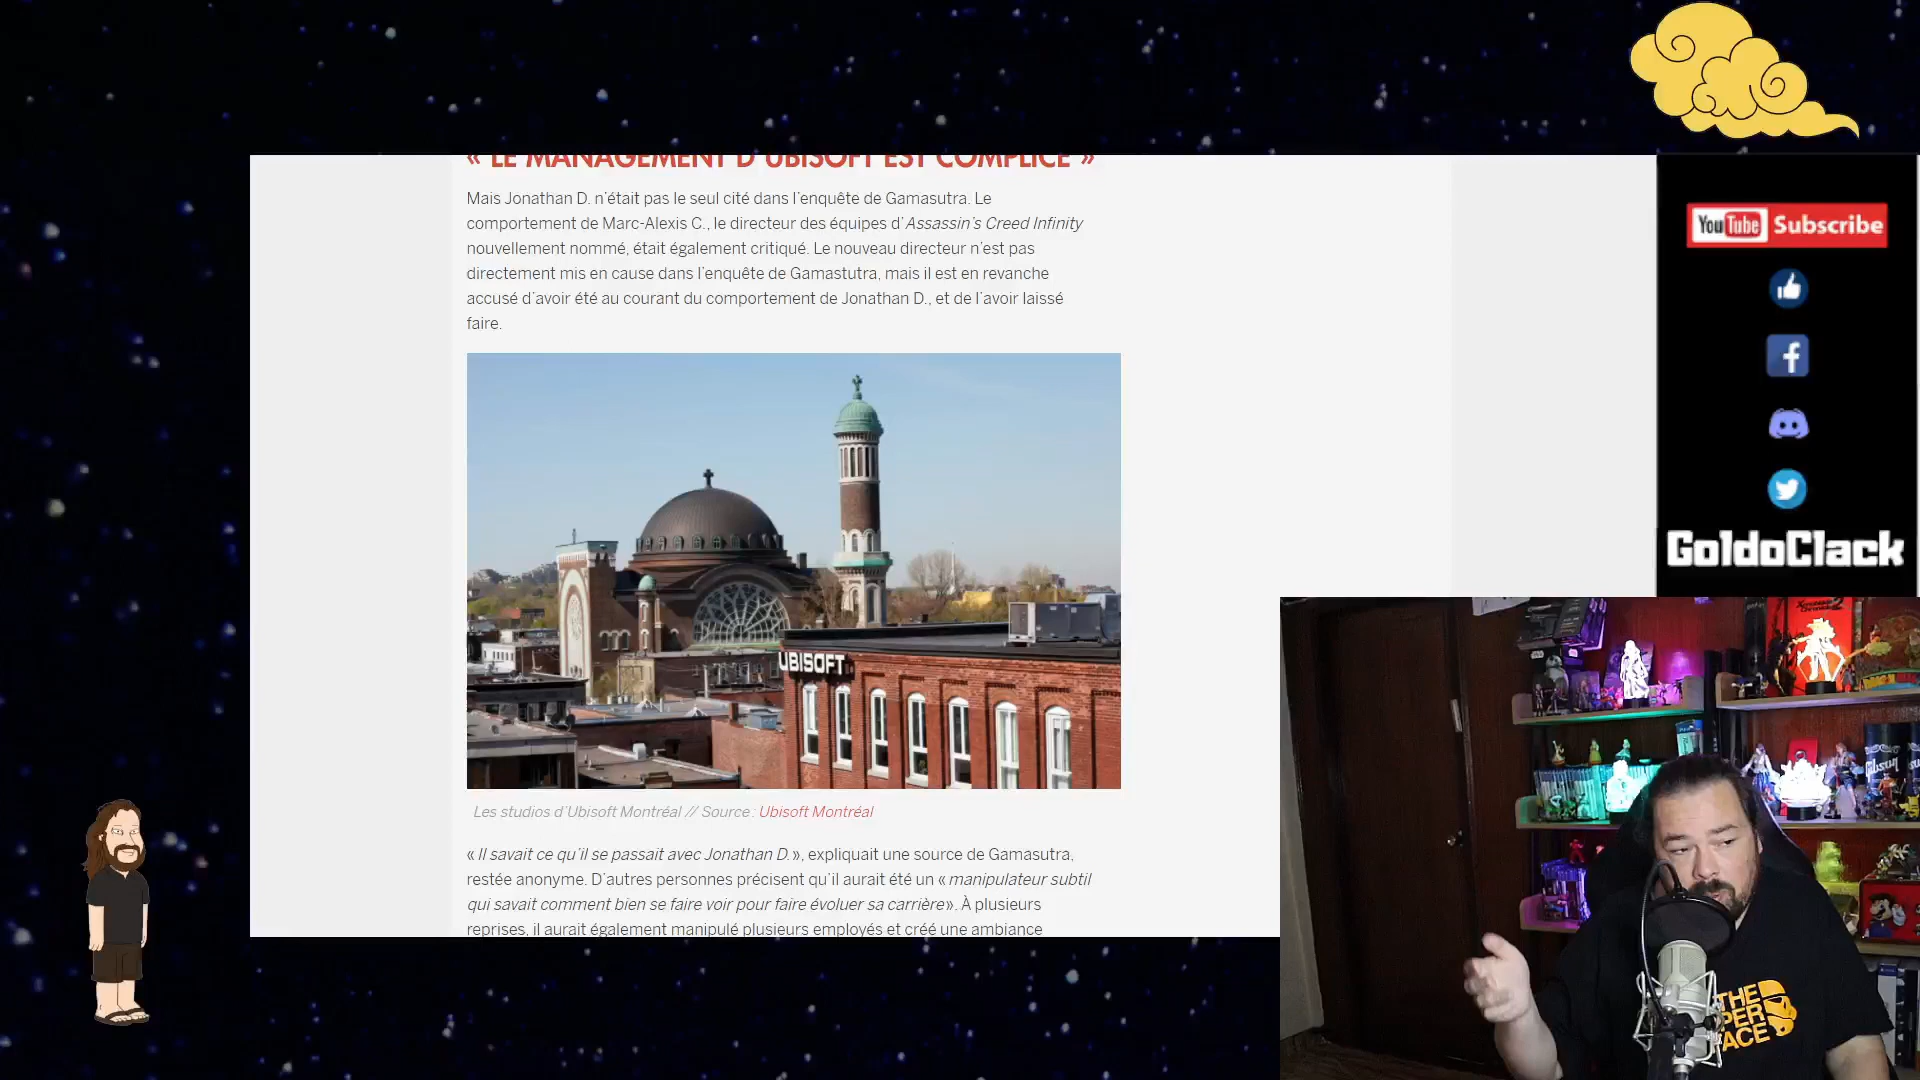 « LE MANAGEMENT D'UBISOFT EST COMPLICE »
Mais Jonathan D. n'était pas le seul cité dans l'enquête de Gamasutra. Le
comportement de Marc-Alexis C., le directeur des équipes d'Assassin's Creed Infinity
nouvellement nommé, était également critiqué. Le nouveau directeur n'est pas
directement mis en cause dans l'enquête de Gamastutra, mais il est en revanche
accusé d'avoir été au courant du comportement de Jonathan D., et de l'avoir laissé
faire.
UBISOFT
Les studios d'Ubisoft Montréal // Source : Ubisoft Montréal
« Il savait ce qu'il se passait avec Jonathan D. », expliquait une source de Gamasutra,
restée anonyme. D'autres personnes précisent qu'il aurait été un « manipulateur subtil
qui savait comment bien se faire voir pour faire évoluer sa carrière ». À plusieurs
reprises, il aurait également manipulé plusieurs employés et créé une ambiance
YouTube Subscribe
GoldoClack
Gibson
THE
PER
ACE